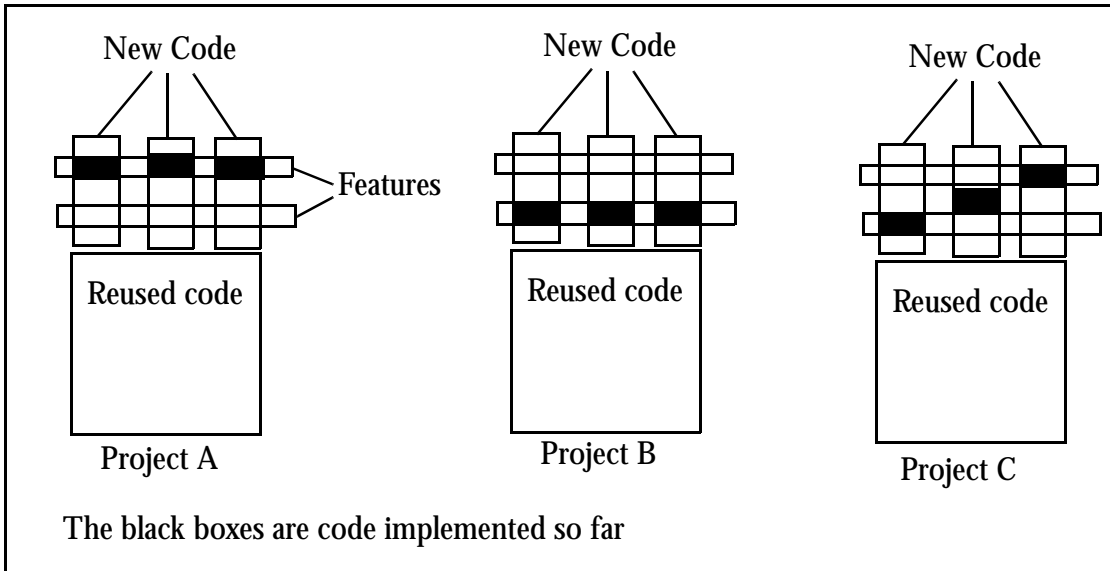 New Code
New Code
New Code
Features
Reused code
Reused code
Reused code
Project A
Project B
Project C
The black boxes are code implemented so far